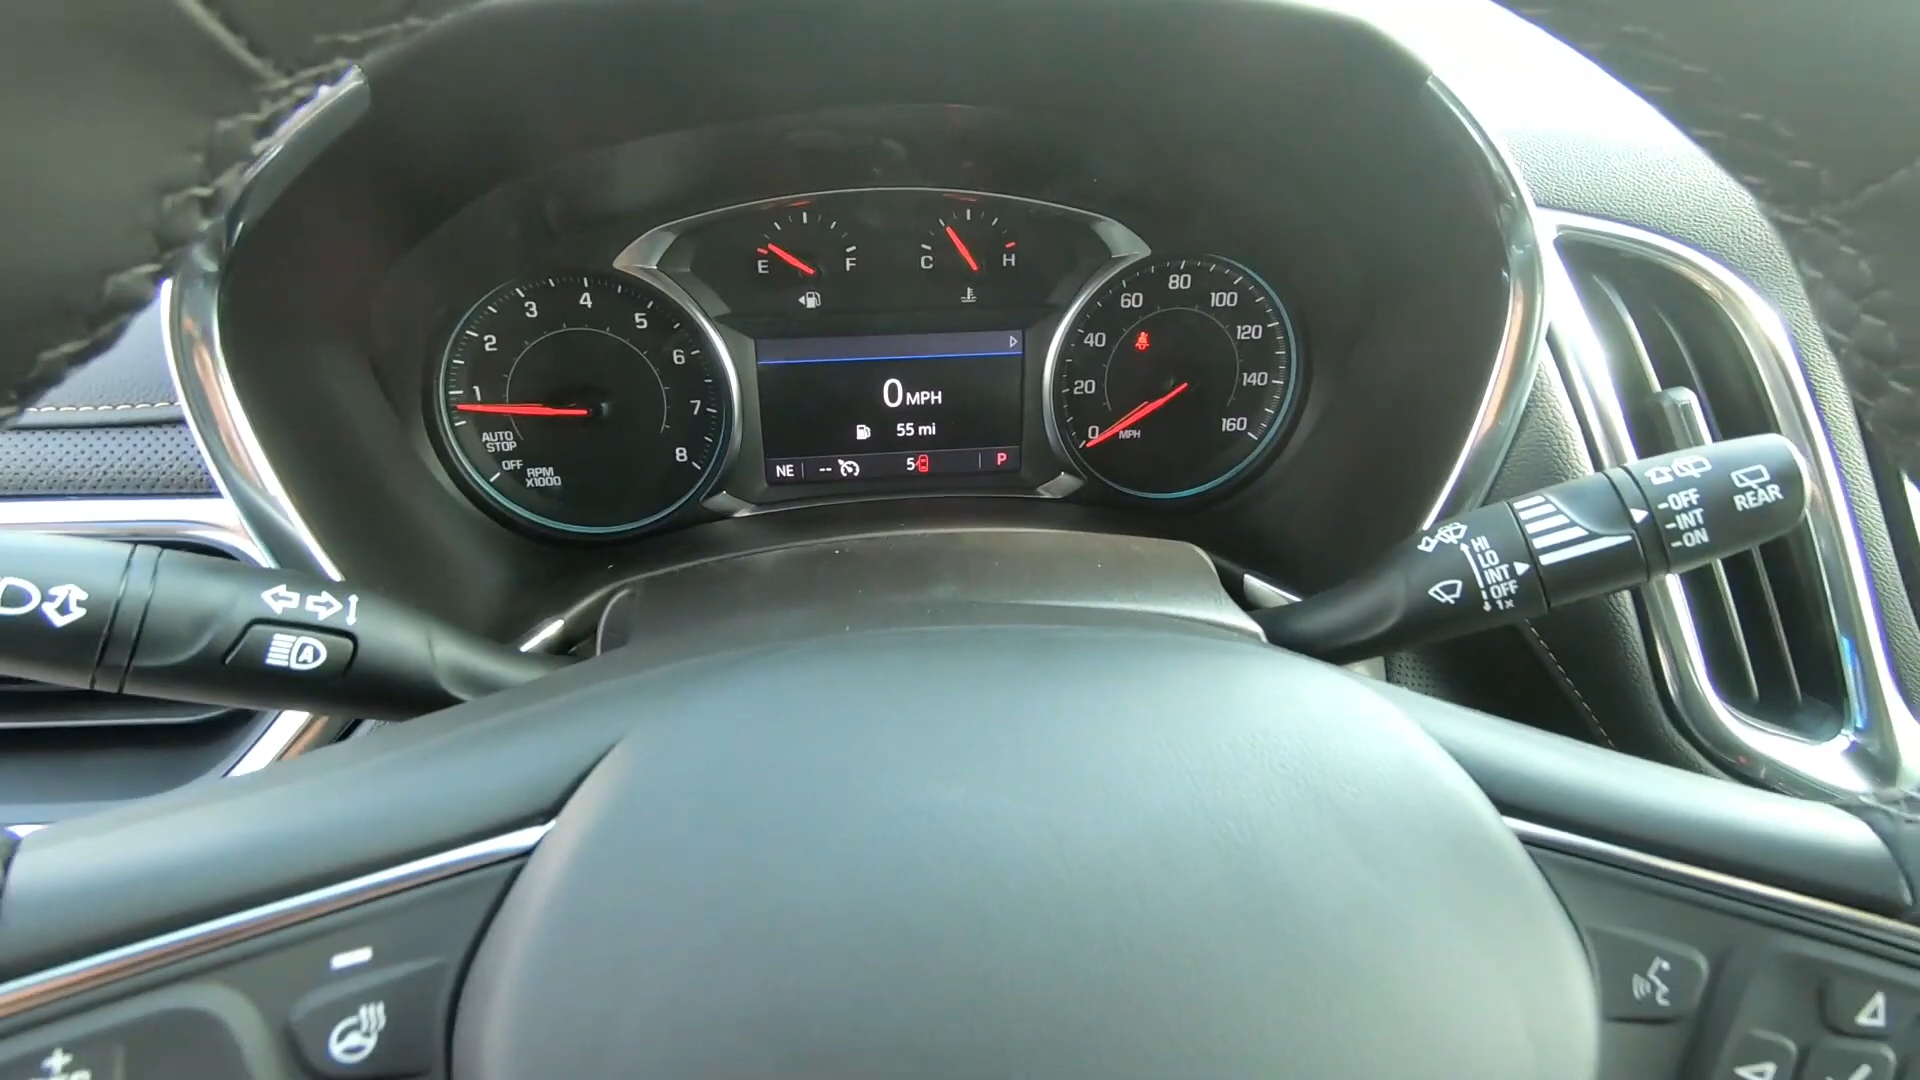 E
F
C
H
1
2
3
4
5
6
7
8
AUTO
STOP
OFF
RPM
X1000
0 MPH
55 mi
NE
--
5
P
0
20
40
60
80
100
120
140
160
MPH
A
HI
LO
INT
OFF
1x
-OFF
-INT
-ON
REAR
+